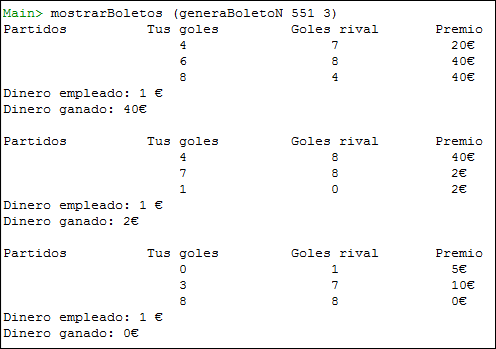 Main> mostrarBoletos (generaBoletoN 551 3)
Partidos Tus goles Goles rival Premio
4 7 20€
6 8 40€
8 4 40€
Dinero empleado: 1 €
Dinero ganado: 40€
Partidos Tus goles Goles rival Premio
4 8 40€
7 8 2€
1 0 2€
Dinero empleado: 1 €
Dinero ganado: 2€
Partidos Tus goles Goles rival Premio
0 1 5€
3 7 10€
8 8 0€
Dinero empleado: 1 €
Dinero ganado: 0€